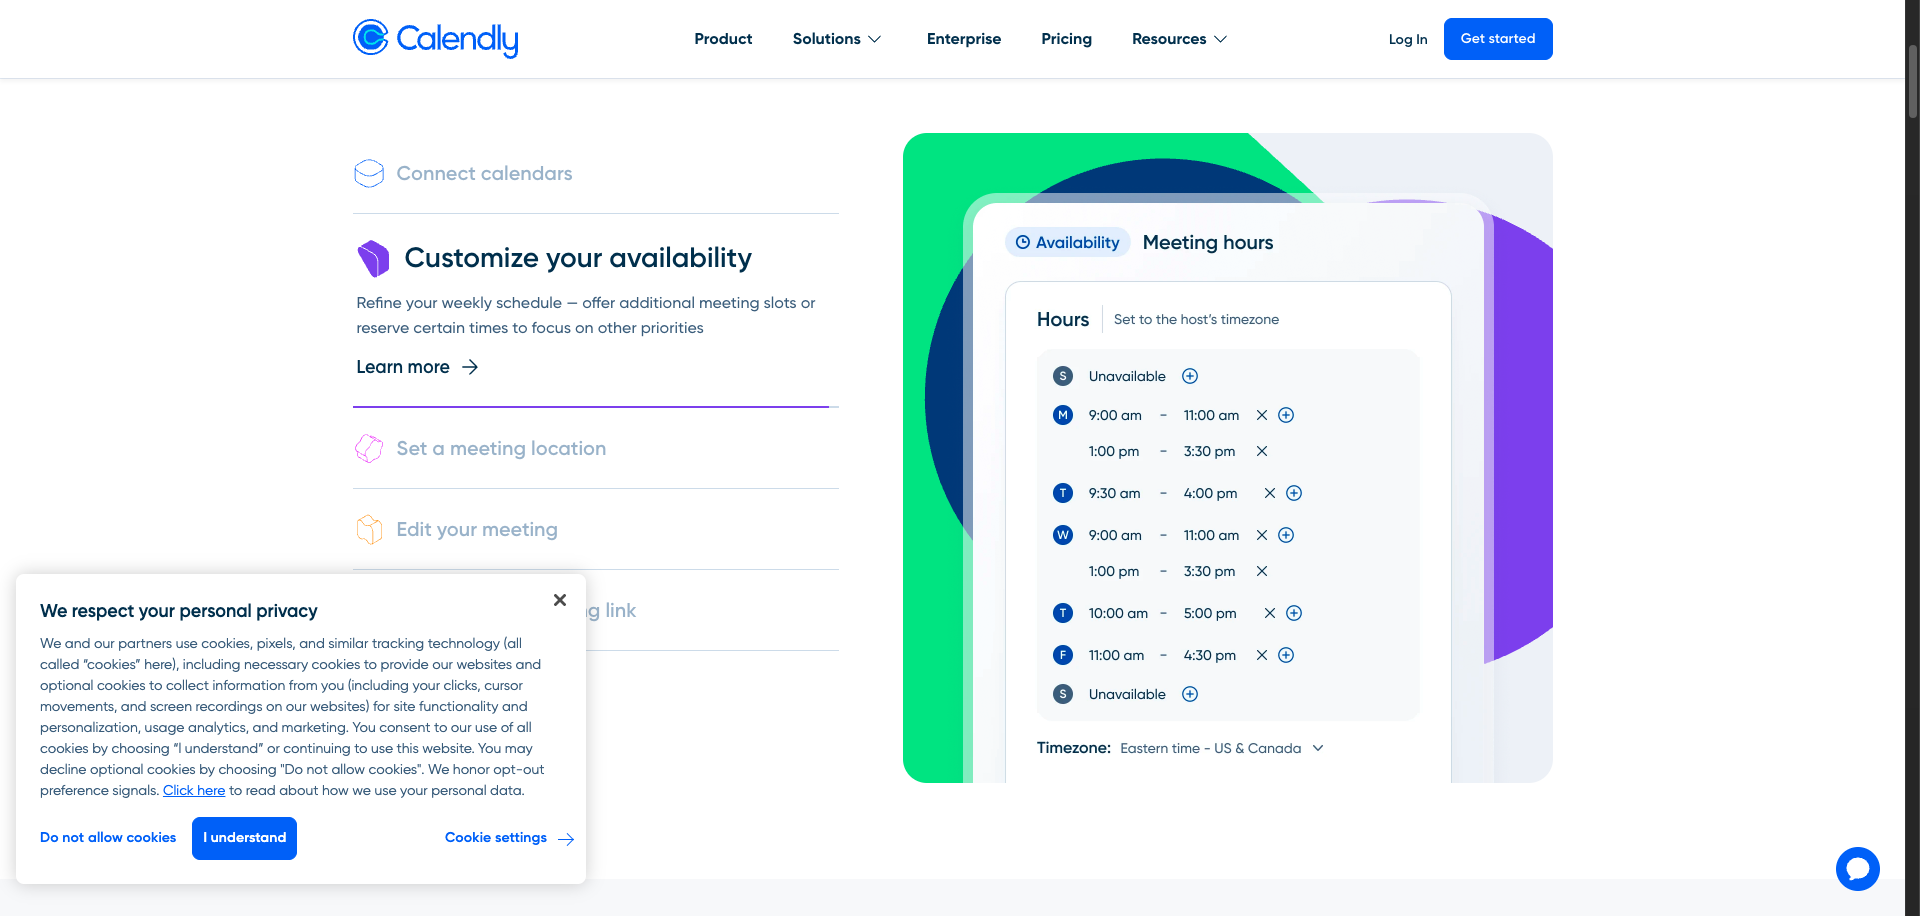 Calendly
Product
Solutions
Enterprise
Pricing
Resources
Log In
Get started
Connect calendars
Customize your availability
Refine your weekly schedule — offer additional meeting slots or
reserve certain times to focus on other priorities
Learn more
Set a meeting location
Edit your meeting
link
We respect your personal privacy
We and our partners use cookies, pixels, and similar tracking technology (all
called “cookies” here), including necessary cookies to provide our websites and
optional cookies to collect information from you (including your clicks, cursor
movements, and screen recordings on our websites) for site functionality and
personalization, usage analytics, and marketing. You consent to our use of all
cookies by choosing “I understand” or continuing to use this website. You may
decline optional cookies by choosing "Do not allow cookies". We honor opt-out
preference signals. Click here to read about how we use your personal data.
Do not allow cookies
I understand
Cookie settings
Availability
Meeting hours
Hours
Set to the host’s timezone
S Unavailable
M 9:00 am - 11:00 am
1:00 pm - 3:30 pm
T 9:30 am - 4:00 pm
W 9:00 am - 11:00 am
1:00 pm - 3:30 pm
T 10:00 am - 5:00 pm
F 11:00 am - 4:30 pm
S Unavailable
Timezone: Eastern time - US & Canada